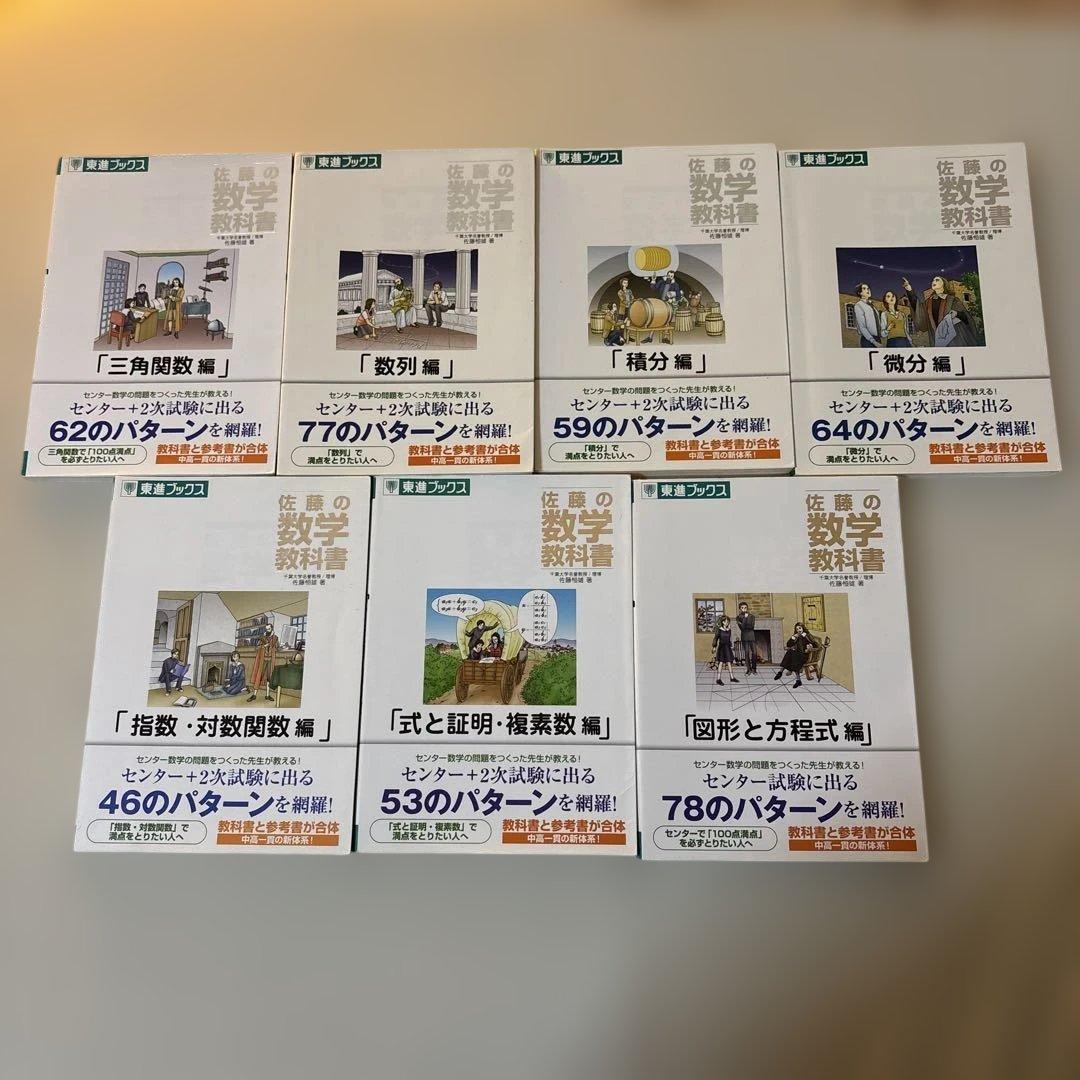 東進ブックス
佐藤の
数学
教科書
千葉大学名誉教授／理博
佐藤恒雄 著
「三角関数 編」
センター数学の問題をつくった先生が教える！
センター＋2次試験に出る
62のパターンを網羅！
三角関数で「100点満点」
を必ずとりたい人へ
教科書と参考書が合体
中高一貫の新体系！
東進ブックス
佐藤の
数学
教科書
千葉大学名誉教授／理博
佐藤恒雄 著
「数列 編」
センター数学の問題をつくった先生が教える！
センター＋2次試験に出る
77のパターンを網羅！
「数列」で
満点をとりたい人へ
教科書と参考書が合体
中高一貫の新体系！
東進ブックス
佐藤の
数学
教科書
千葉大学名誉教授／理博
佐藤恒雄 著
「積分 編」
センター数学の問題をつくった先生が教える！
センター＋2次試験に出る
59のパターンを網羅！
「積分」で
満点をとりたい人へ
教科書と参考書が合体
中高一貫の新体系！
東進ブックス
佐藤の
数学
教科書
千葉大学名誉教授／理博
佐藤恒雄 著
「微分 編」
センター数学の問題をつくった先生が教える！
センター＋2次試験に出る
64のパターンを網羅！
「微分」で
満点をとりたい人へ
教科書と参考書が合体
中高一貫の新体系！
東進ブックス
佐藤の
数学
教科書
千葉大学名誉教授／理博
佐藤恒雄 著
「指数・対数関数 編」
センター数学の問題をつくった先生が教える！
センター＋2次試験に出る
46のパターンを網羅！
「指数・対数関数」で
満点をとりたい人へ
教科書と参考書が合体
中高一貫の新体系！
東進ブックス
佐藤の
数学
教科書
千葉大学名誉教授／理博
佐藤恒雄 著
「式と証明・複素数 編」
センター数学の問題をつくった先生が教える！
センター＋2次試験に出る
53のパターンを網羅！
「式と証明・複素数」で
満点をとりたい人へ
教科書と参考書が合体
中高一貫の新体系！
東進ブックス
佐藤の
数学
教科書
千葉大学名誉教授／理博
佐藤恒雄 著
「図形と方程式 編」
センター数学の問題をつくった先生が教える！
センター試験に出る
78のパターンを網羅！
センターで「100点満点」
を必ずとりたい人へ
教科書と参考書が合体
中高一貫の新体系！